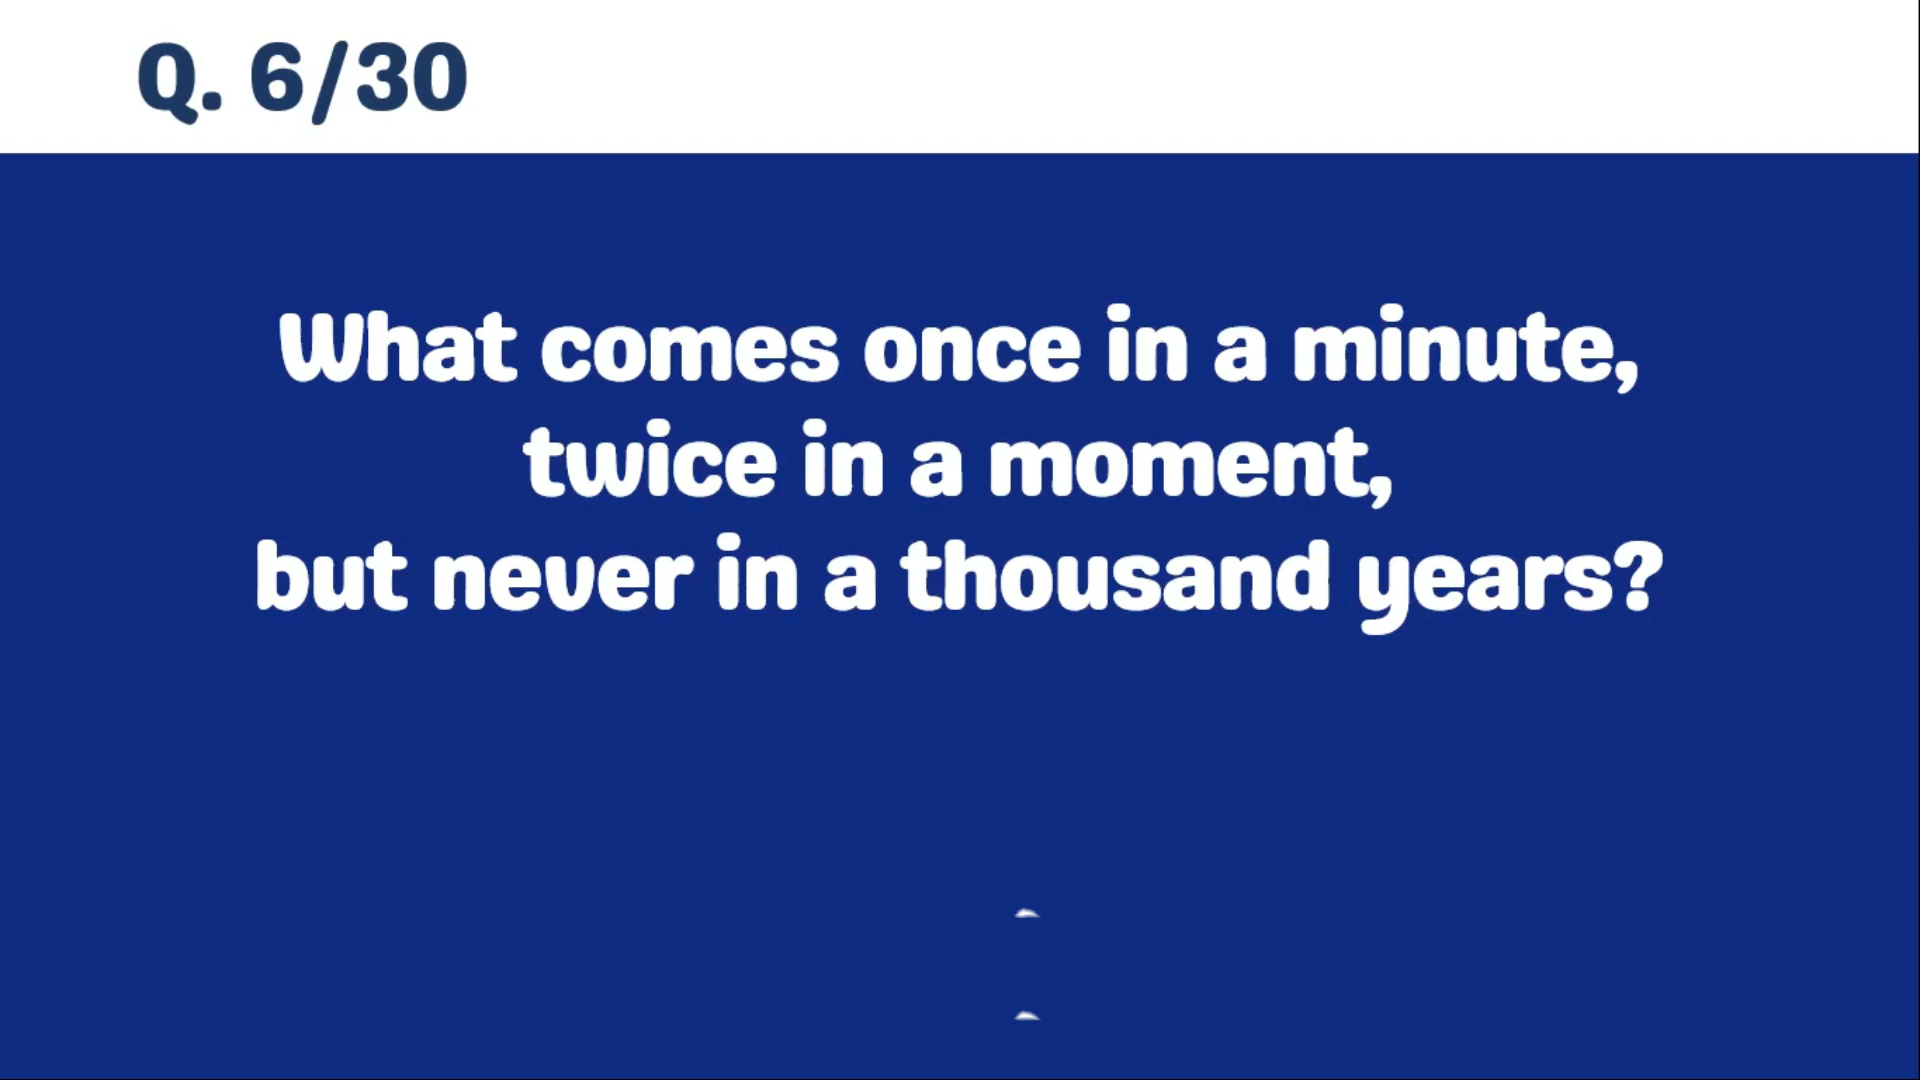 Q. 6/30
What comes once in a minute,
twice in a moment,
but never in a thousand years?